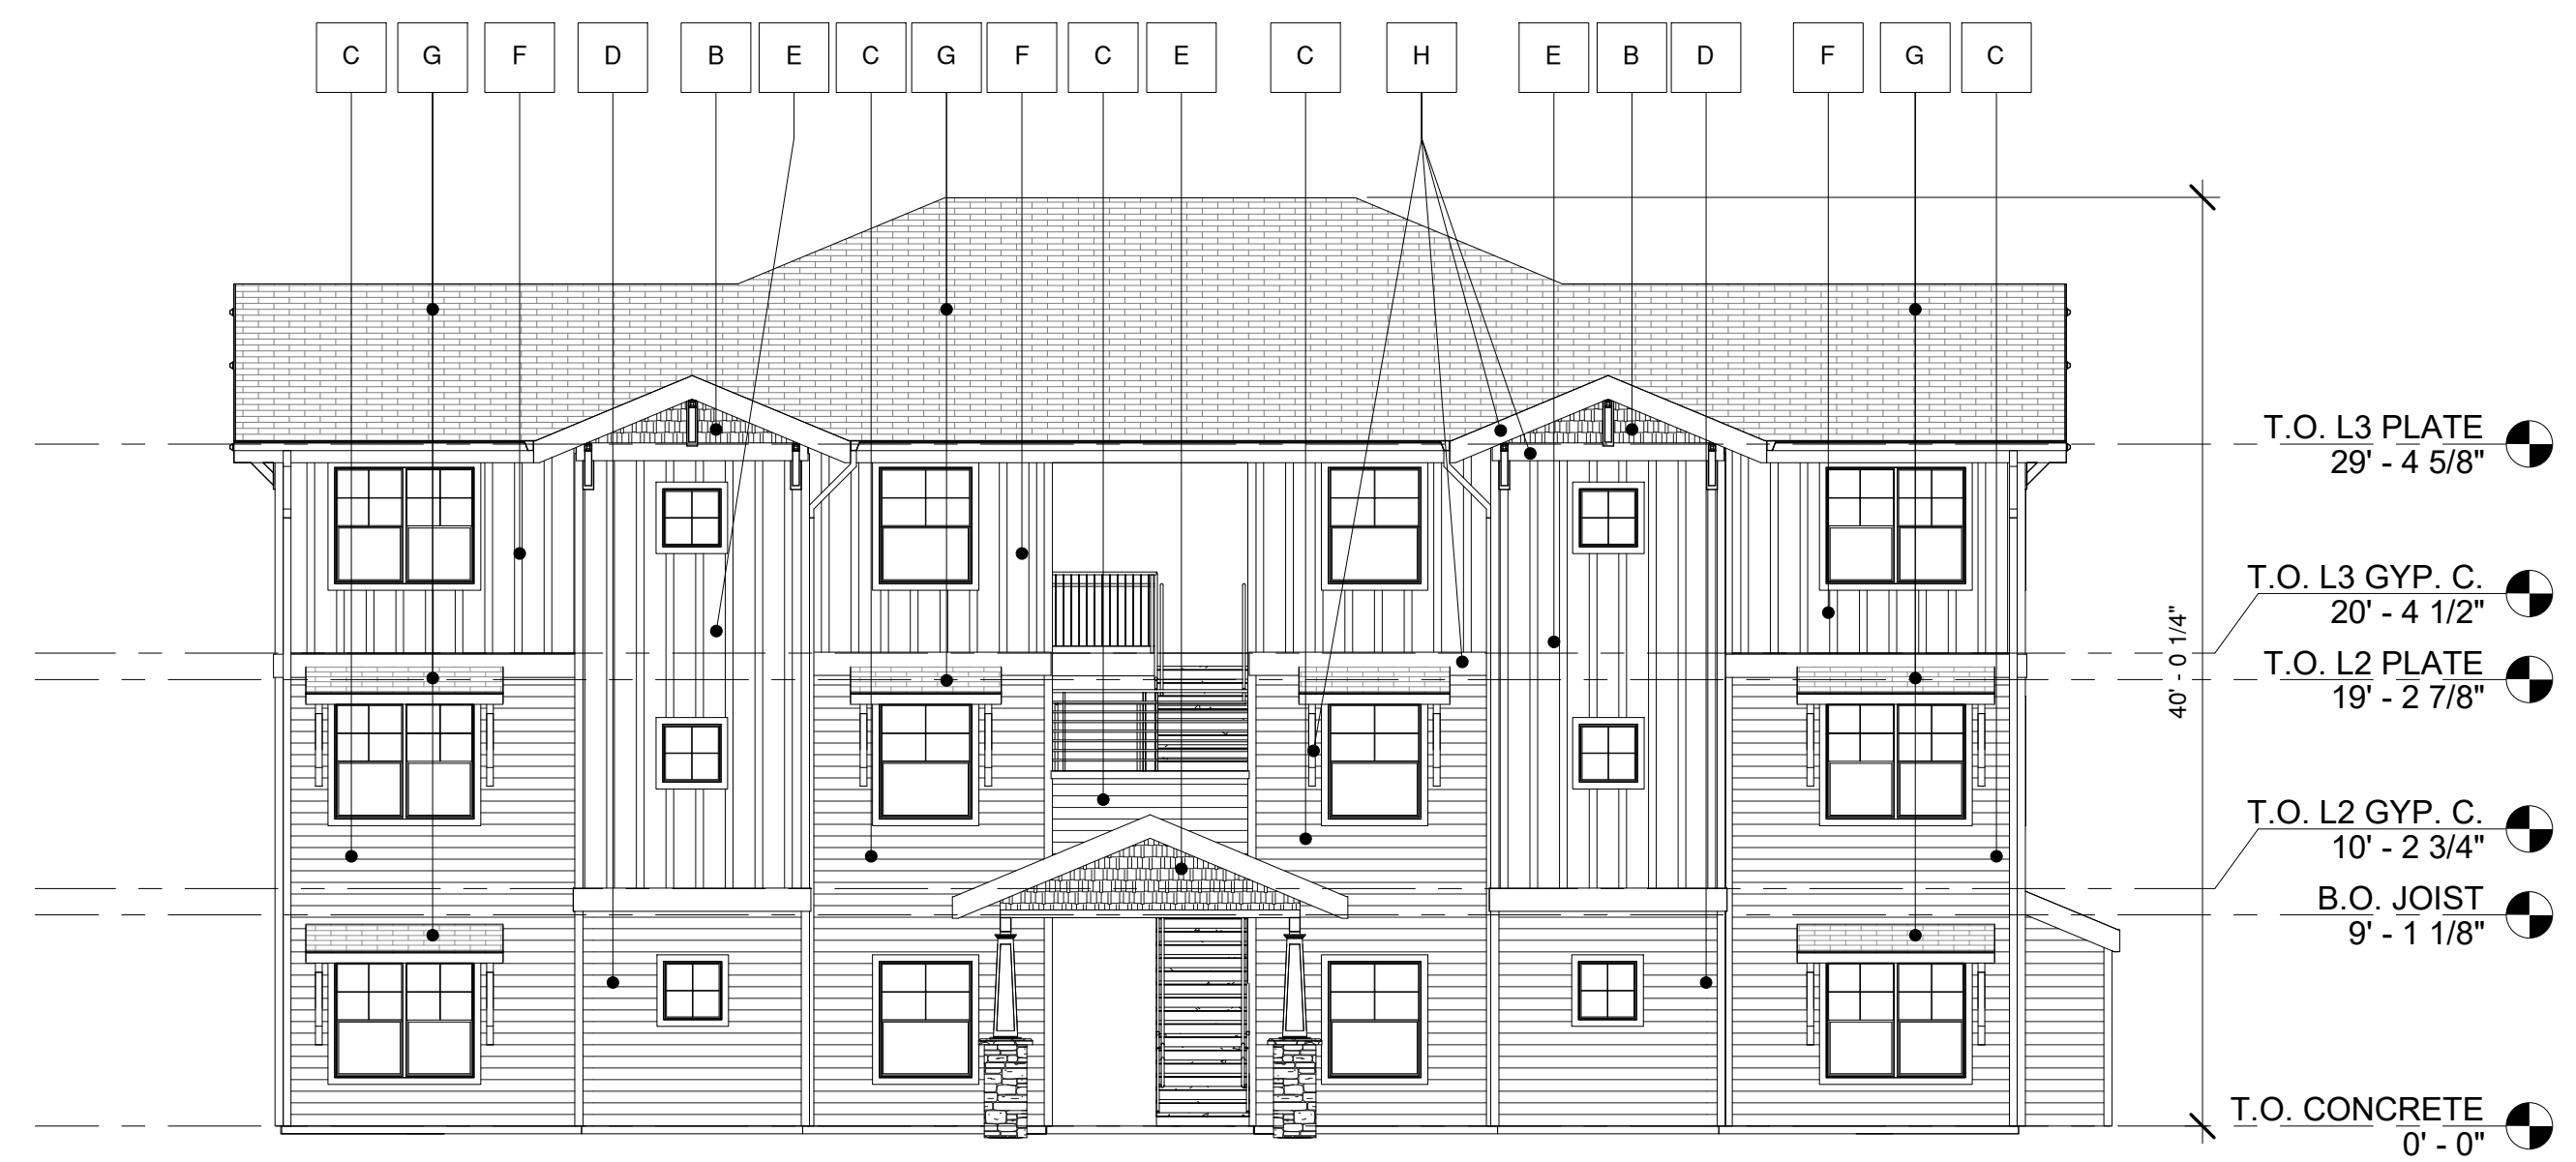 C G F D B E C G F C E C H E B D F G C
T.O. L3 PLATE
29' - 4 5/8"
T.O. L3 GYP. C.
20' - 4 1/2"
40' - 0 1/4"
T.O. L2 PLATE
19' - 2 7/8"
T.O. L2 GYP. C.
10' - 2 3/4"
B.O. JOIST
9' - 1 1/8"
T.O. CONCRETE
0' - 0"